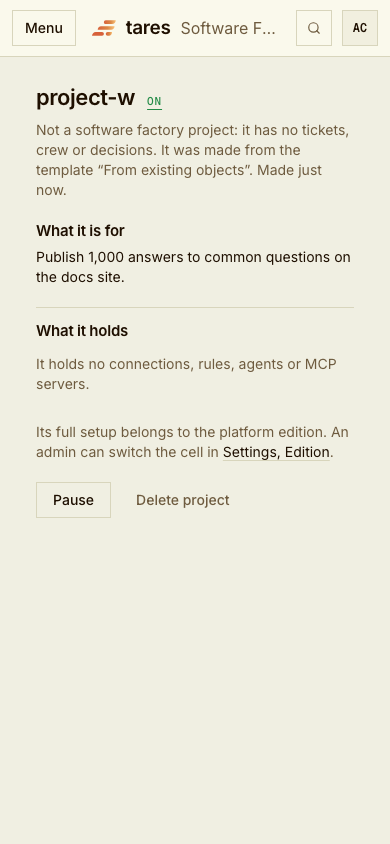 Menu
tares
Software F...
AC
project-w
ON
Not a software factory project: it has no tickets,
crew or decisions. It was made from the
template “From existing objects”. Made just
now.
What it is for
Publish 1,000 answers to common questions on
the docs site.
What it holds
It holds no connections, rules, agents or MCP
servers.
Its full setup belongs to the platform edition. An
admin can switch the cell in Settings, Edition.
Pause
Delete project